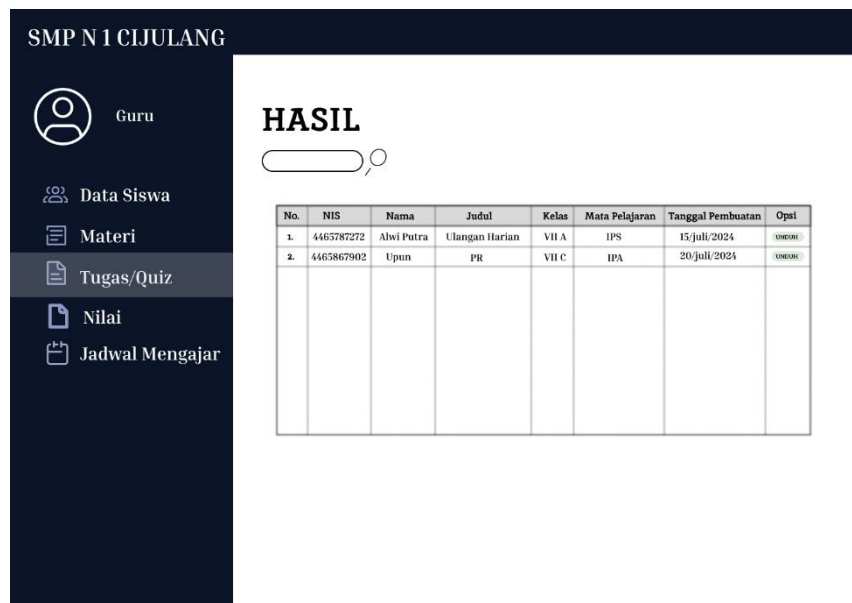 SMP N 1 CIJULANG
Guru
Data Siswa
Materi
Tugas/Quiz
Nilai
Jadwal Mengajar
HASIL
No. NIS Nama Judul Kelas Mata Pelajaran Tanggal Pembuatan Opsi
1. 4465787272 Alwi Putra Ulangan Harian VII A IPS 15/juli/2024 UNDUH
2. 4465867902 Upun PR VII C IPA 20/juli/2024 UNDUH